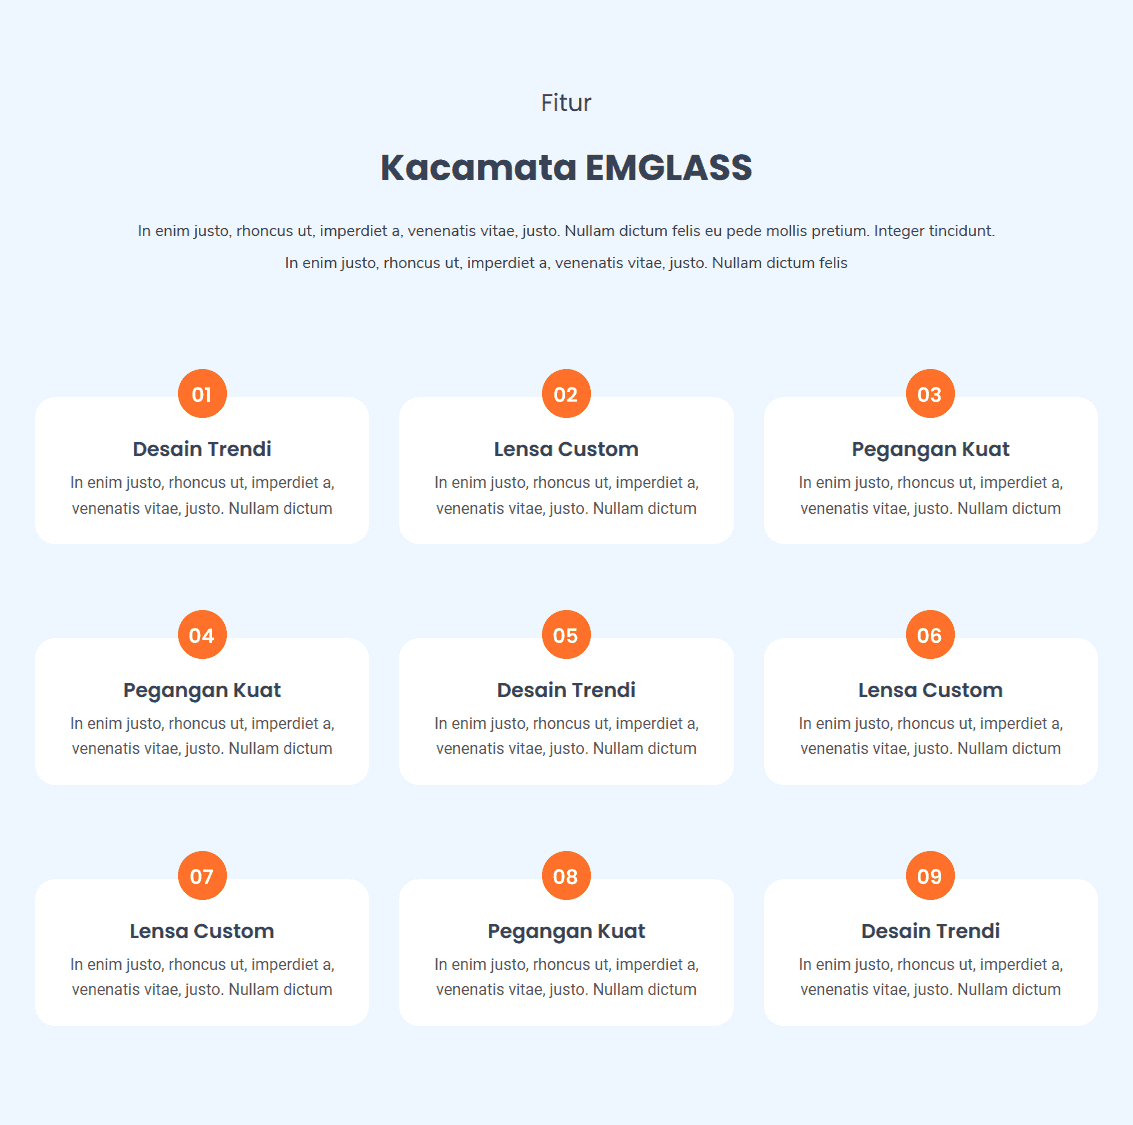 Fitur
Kacamata EMGLASS
In enim justo, rhoncus ut, imperdiet a, venenatis vitae, justo. Nullam dictum felis eu pede mollis pretium. Integer tincidunt.
In enim justo, rhoncus ut, imperdiet a, venenatis vitae, justo. Nullam dictum felis
01
Desain Trendi
In enim justo, rhoncus ut, imperdiet a,
venenatis vitae, justo. Nullam dictum
02
Lensa Custom
In enim justo, rhoncus ut, imperdiet a,
venenatis vitae, justo. Nullam dictum
03
Pegangan Kuat
In enim justo, rhoncus ut, imperdiet a,
venenatis vitae, justo. Nullam dictum
04
Pegangan Kuat
In enim justo, rhoncus ut, imperdiet a,
venenatis vitae, justo. Nullam dictum
05
Desain Trendi
In enim justo, rhoncus ut, imperdiet a,
venenatis vitae, justo. Nullam dictum
06
Lensa Custom
In enim justo, rhoncus ut, imperdiet a,
venenatis vitae, justo. Nullam dictum
07
Lensa Custom
In enim justo, rhoncus ut, imperdiet a,
venenatis vitae, justo. Nullam dictum
08
Pegangan Kuat
In enim justo, rhoncus ut, imperdiet a,
venenatis vitae, justo. Nullam dictum
09
Desain Trendi
In enim justo, rhoncus ut, imperdiet a,
venenatis vitae, justo. Nullam dictum